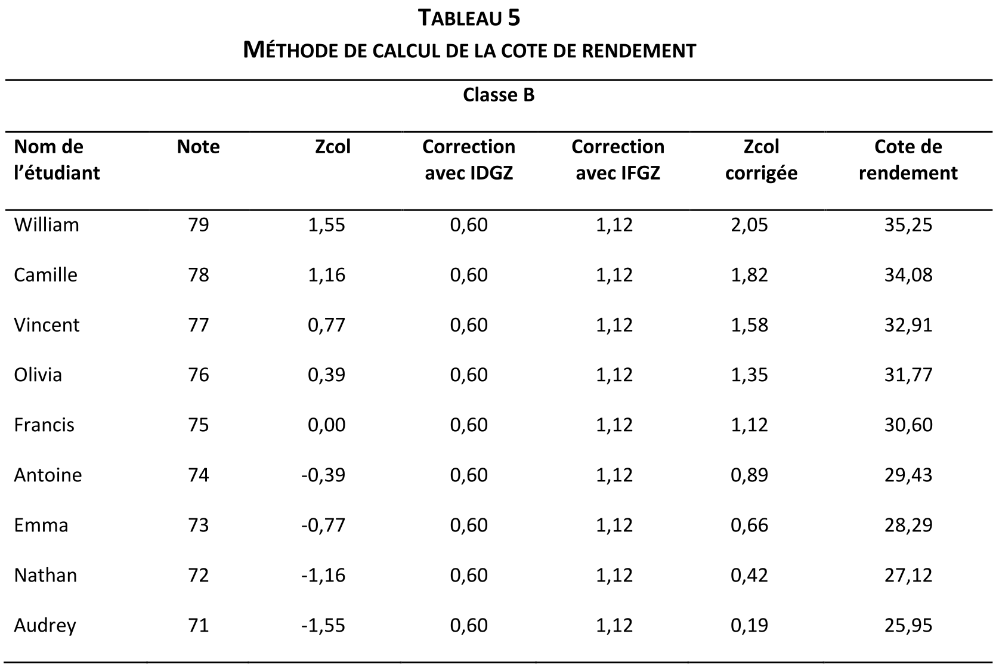 TABLEAU 5
MÉTHODE DE CALCUL DE LA COTE DE RENDEMENT
Classe B
Nom de l’étudiant Note Zcol Correction avec IDGZ Correction avec IFGZ Zcol corrigée Cote de rendement
William 79 1,55 0,60 1,12 2,05 35,25
Camille 78 1,16 0,60 1,12 1,82 34,08
Vincent 77 0,77 0,60 1,12 1,58 32,91
Olivia 76 0,39 0,60 1,12 1,35 31,77
Francis 75 0,00 0,60 1,12 1,12 30,60
Antoine 74 -0,39 0,60 1,12 0,89 29,43
Emma 73 -0,77 0,60 1,12 0,66 28,29
Nathan 72 -1,16 0,60 1,12 0,42 27,12
Audrey 71 -1,55 0,60 1,12 0,19 25,95